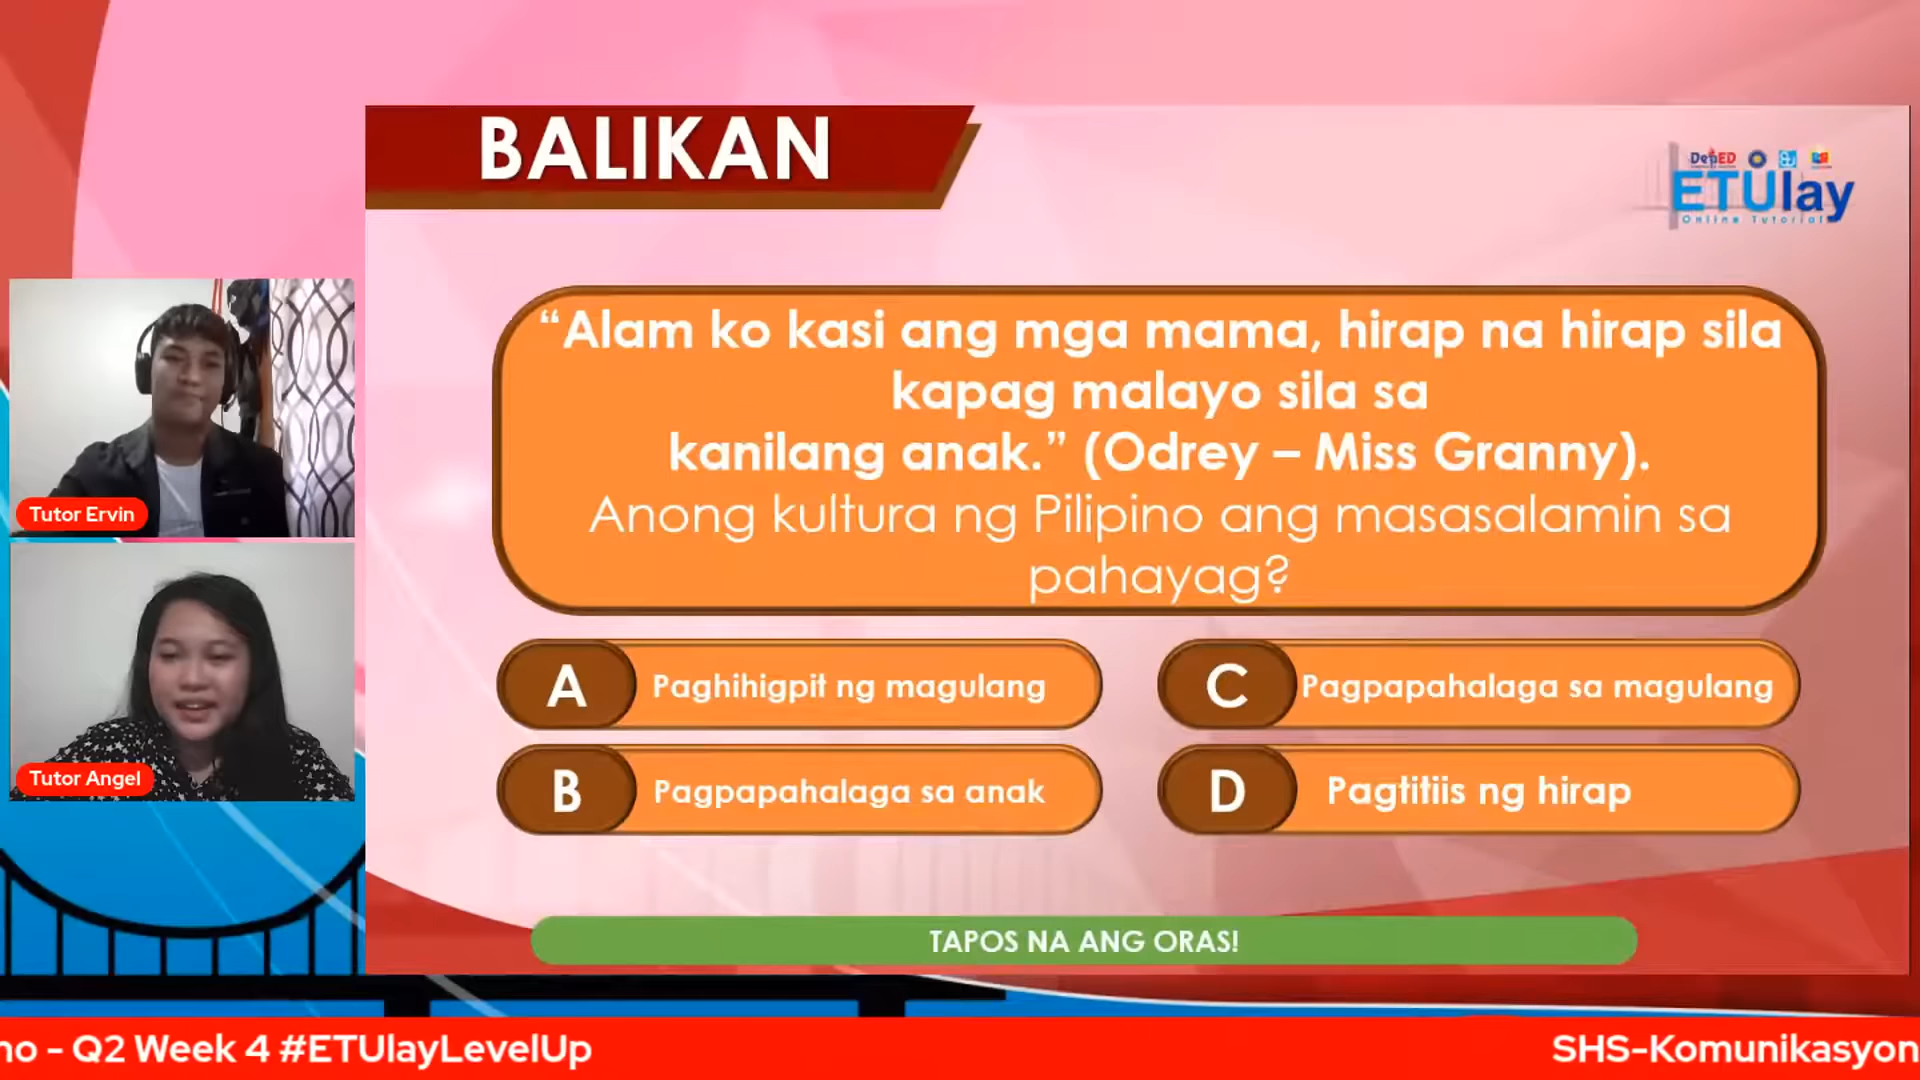 BALIKAN
DepED
ETUlay
Online Tutorial
“Alam ko kasi ang mga mama, hirap na hirap sila
kapag malayo sila sa
kanilang anak.” (Odrey – Miss Granny).
Anong kultura ng Pilipino ang masasalamin sa
pahayag?
A Paghihigpit ng magulang
C Pagpapahalaga sa magulang
B Pagpapahalaga sa anak
D Pagtitiis ng hirap
Tutor Ervin
Tutor Angel
TAPOS NA ANG ORAS!
no - Q2 Week 4 #ETUlayLevelUp
SHS-Komunikasyon